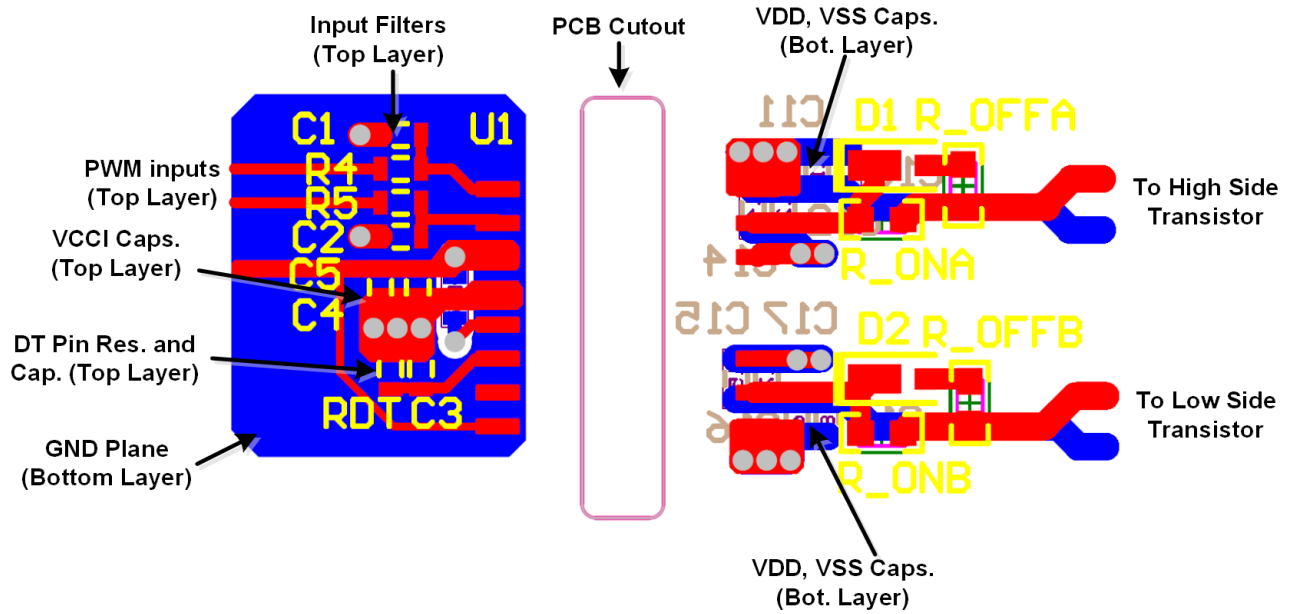 Input Filters
(Top Layer)
PCB Cutout
VDD, VSS Caps.
(Bot. Layer)
C1
U1
C11
D1 R_OFFA
PWM inputs
(Top Layer)
R4
R5
To High Side
Transistor
VCCI Caps.
(Top Layer)
C2
C5
C14
R_ONA
C4
C15
C17
D2 R_OFFB
DT Pin Res. and
Cap. (Top Layer)
RDT C3
To Low Side
Transistor
GND Plane
(Bottom Layer)
R_ONB
VDD, VSS Caps.
(Bot. Layer)